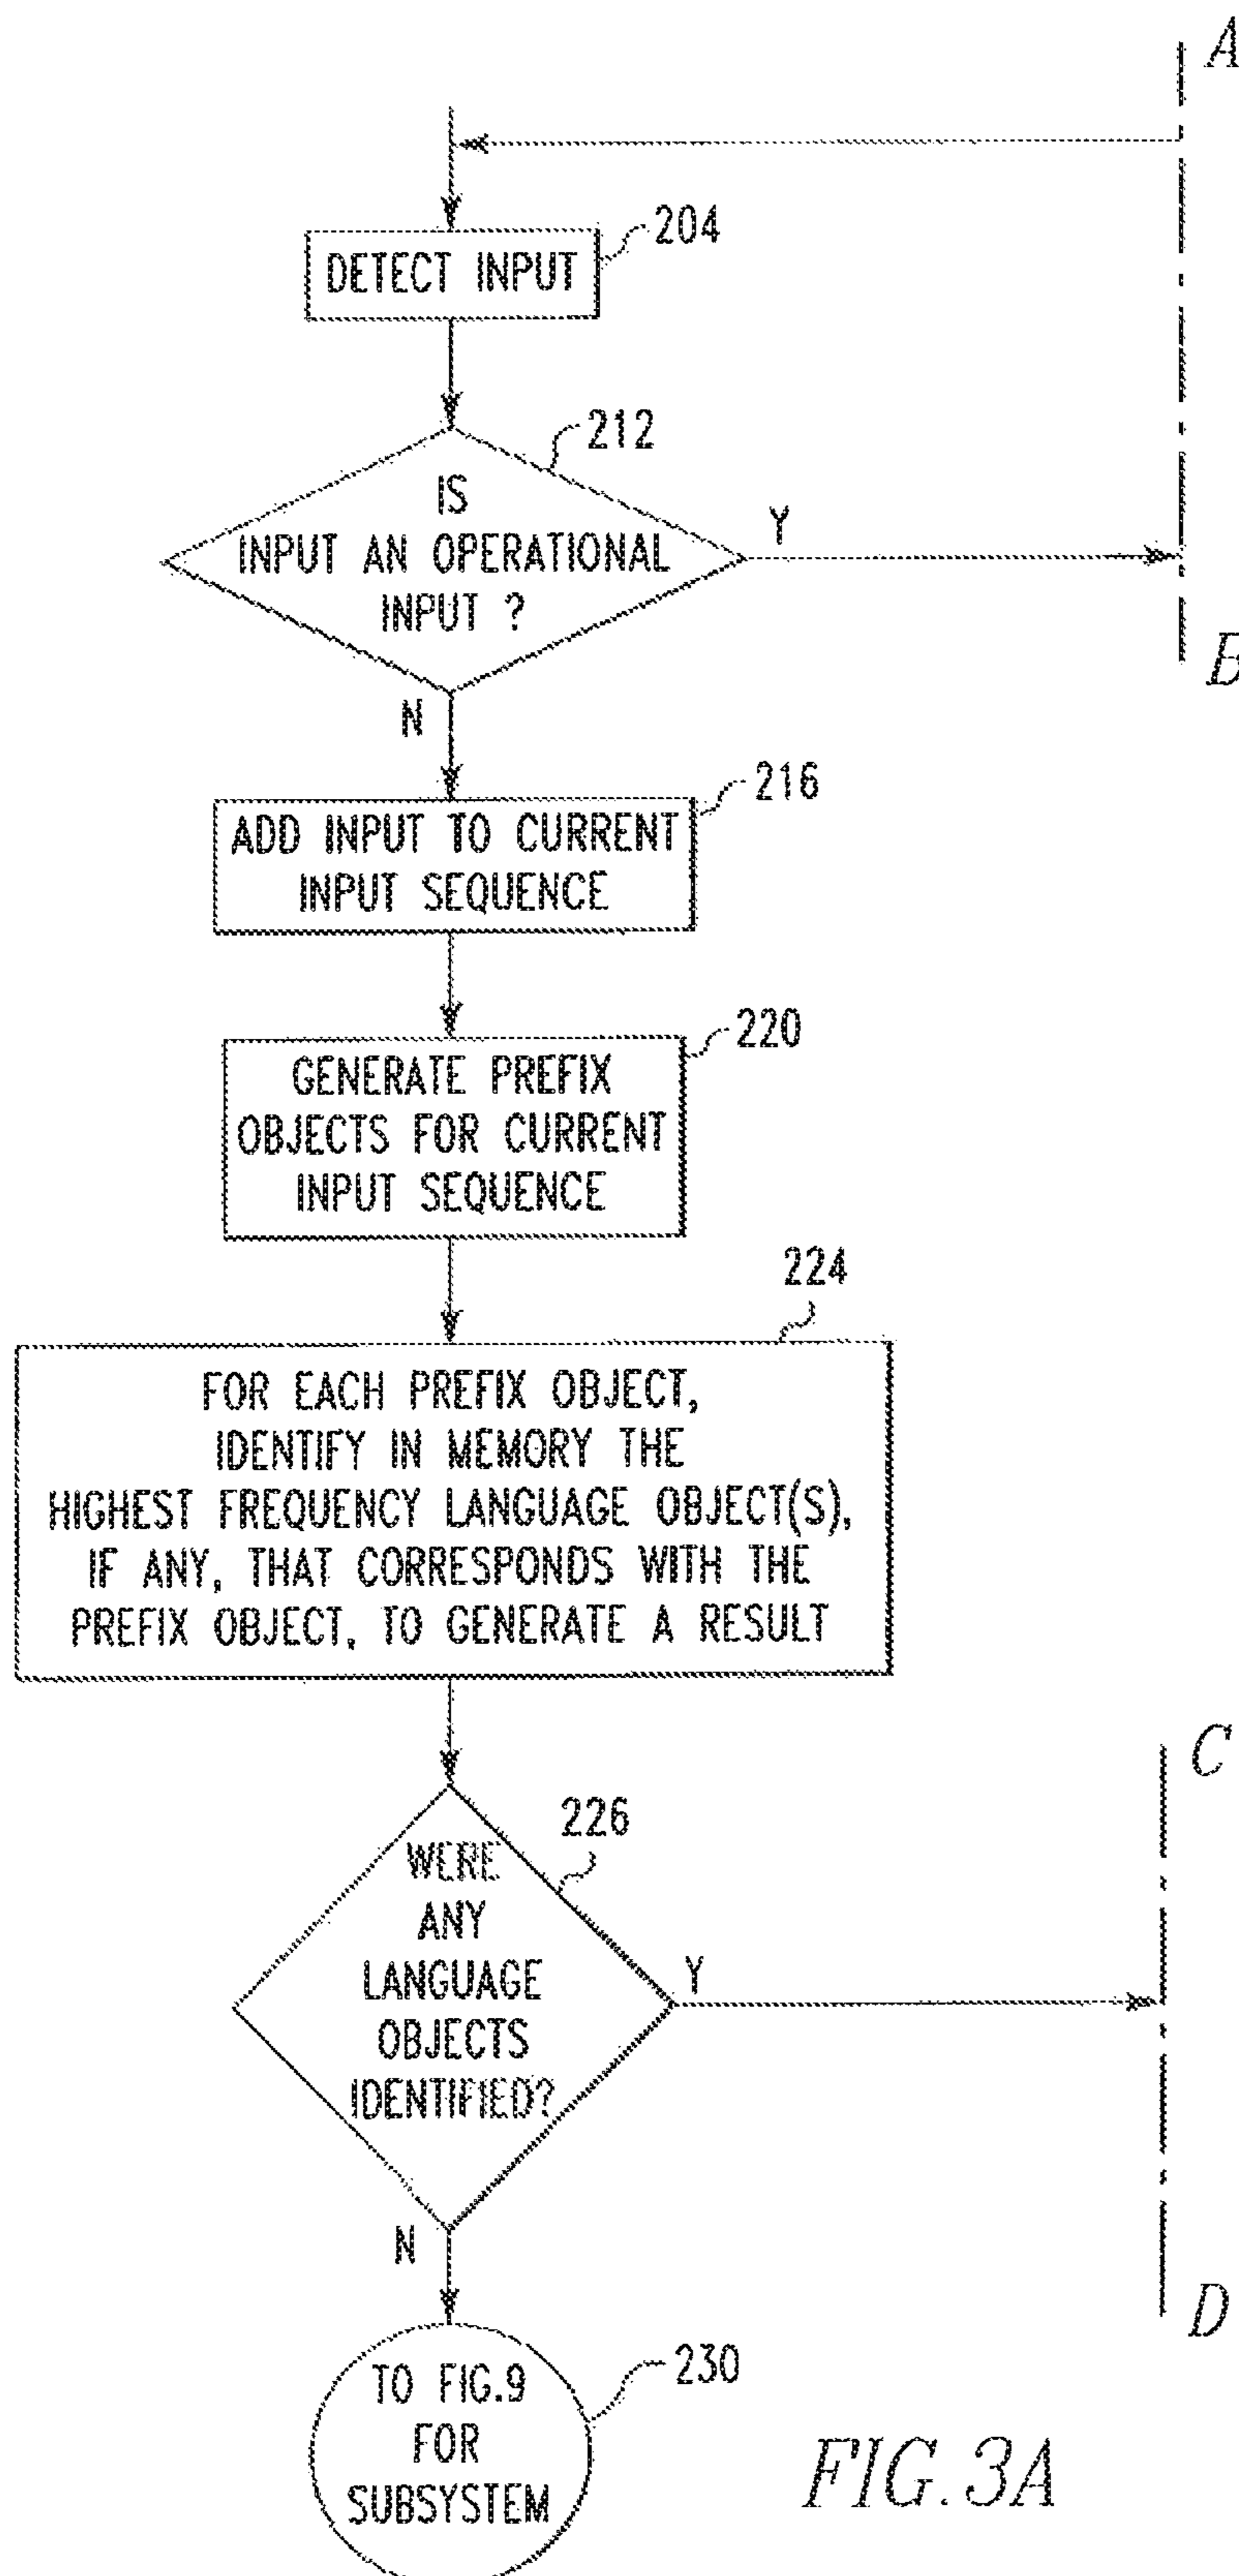 A
204
DETECT INPUT
212
IS
INPUT AN OPERATIONAL
INPUT ?
Y
B
N
216
ADD INPUT TO CURRENT
INPUT SEQUENCE
220
GENERATE PREFIX
OBJECTS FOR CURRENT
INPUT SEQUENCE
224
FOR EACH PREFIX OBJECT,
IDENTIFY IN MEMORY THE
HIGHEST FREQUENCY LANGUAGE OBJECT(S),
IF ANY, THAT CORRESPONDS WITH THE
PREFIX OBJECT, TO GENERATE A RESULT
C
226
WERE
ANY
LANGUAGE
OBJECTS
IDENTIFIED?
Y
N
D
230
TO FIG.9
FOR
SUBSYSTEM
FIG. 3A